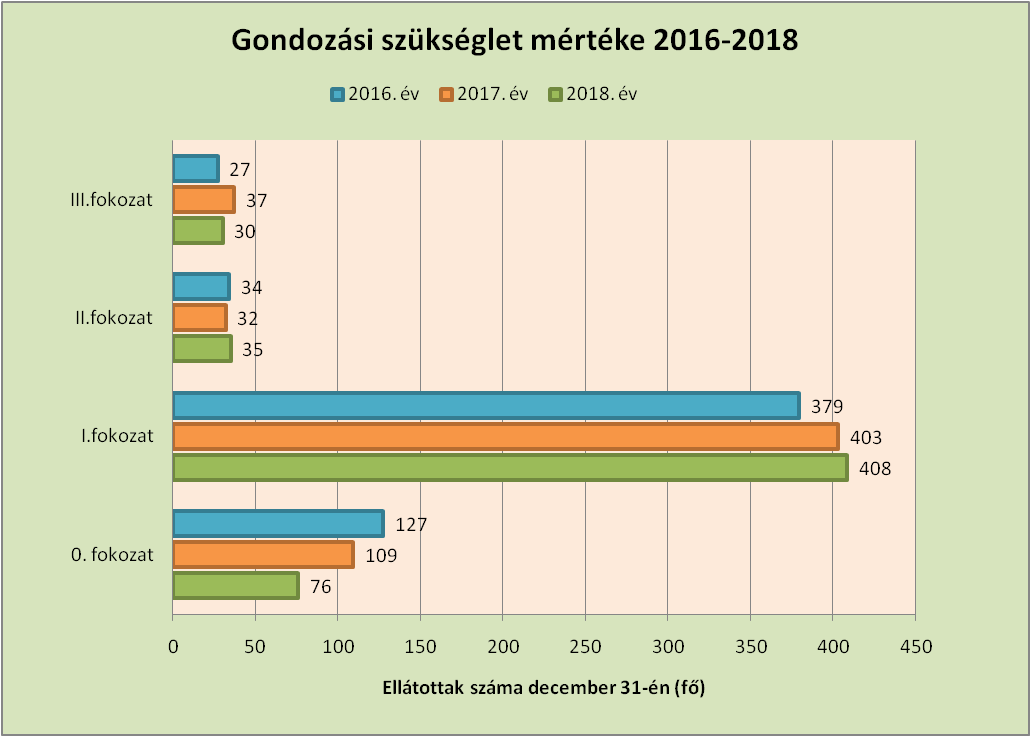 Gondozási szükséglet mértéke 2016-2018
2016. év 2017. év 2018. év
III.fokozat
27
37
30
II.fokozat
34
32
35
I.fokozat
379
403
408
0. fokozat
127
109
76
0 50 100 150 200 250 300 350 400 450
Ellátottak száma december 31-én (fő)